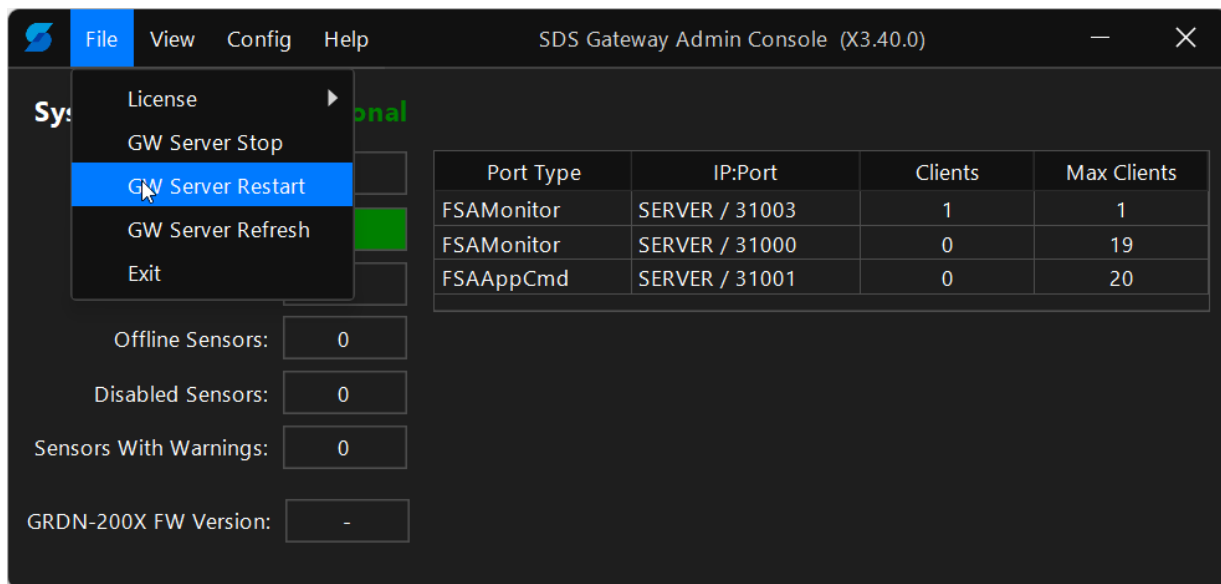 File View Config Help SDS Gateway Admin Console (X3.40.0)
License
GW Server Stop
GW Server Restart
GW Server Refresh
Exit
Port Type IP:Port Clients Max Clients
FSAMonitor SERVER / 31003 1 1
FSAMonitor SERVER / 31000 0 19
FSAAppCmd SERVER / 31001 0 20
Offline Sensors: 0
Disabled Sensors: 0
Sensors With Warnings: 0
GRDN-200X FW Version: -